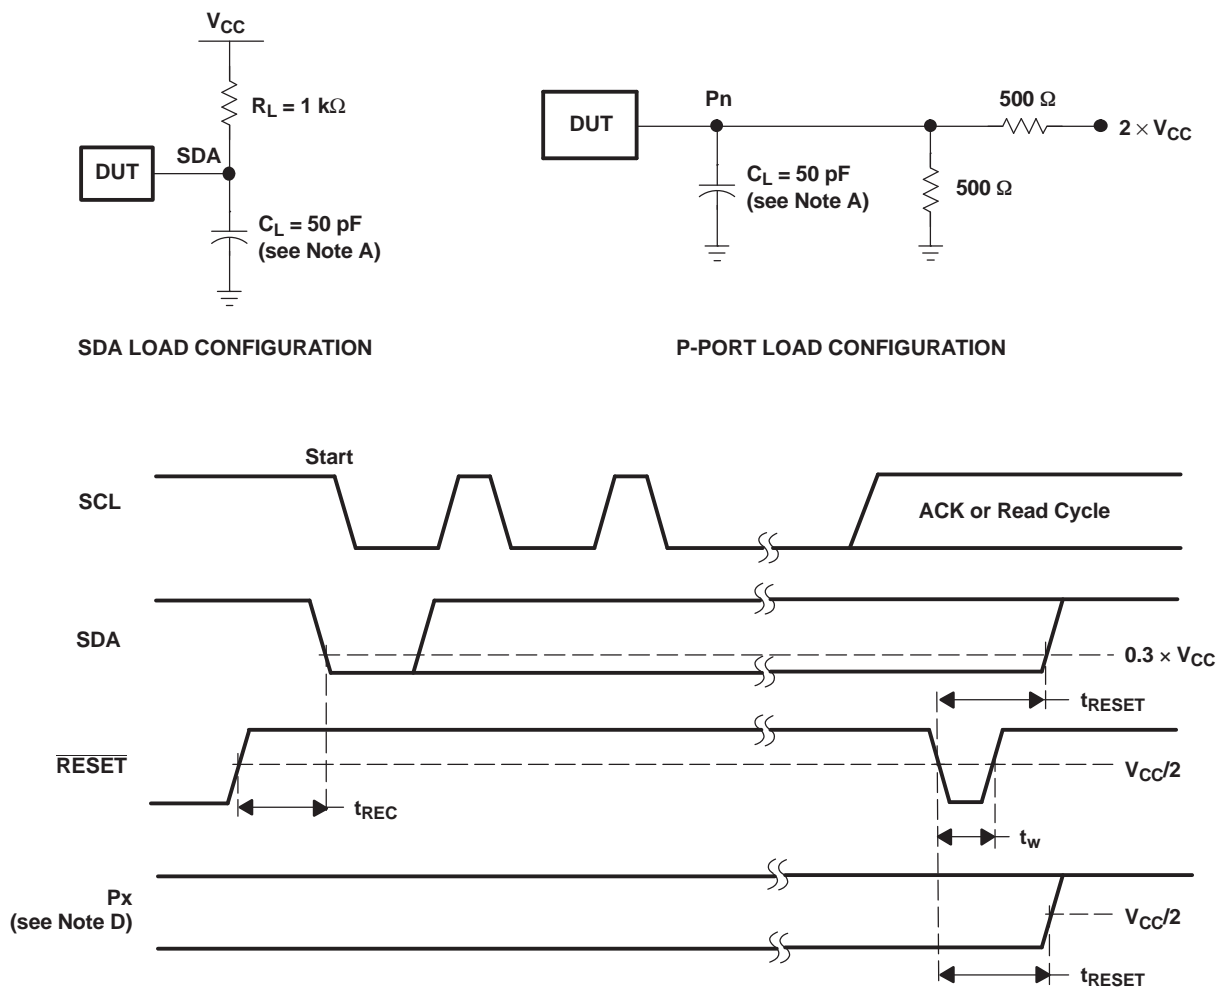 VCC
RL = 1 kΩ
DUT
SDA
CL = 50 pF
(see Note A)
SDA LOAD CONFIGURATION
DUT
Pn
500 Ω
2 × VCC
CL = 50 pF
(see Note A)
500 Ω
P-PORT LOAD CONFIGURATION
Start
SCL
ACK or Read Cycle
SDA
0.3 × VCC
tRESET
RESET
VCC/2
tREC
tw
Px
(see Note D)
VCC/2
tRESET